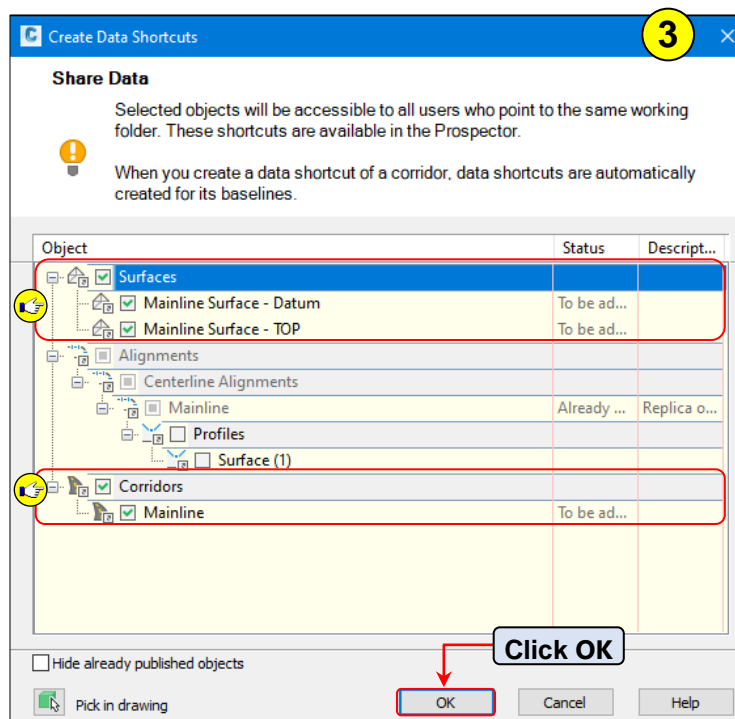 Create Data Shortcuts
3
Share Data
Selected objects will be accessible to all users who point to the same working
folder. These shortcuts are available in the Prospector.
When you create a data shortcut of a corridor, data shortcuts are automatically
created for its baselines.
Object Status Descript...
Surfaces
Mainline Surface - Datum To be ad...
Mainline Surface - TOP To be ad...
Alignments
Centerline Alignments
Mainline Already ... Replica o...
Profiles
Surface (1)
Corridors
Mainline To be ad...
Click OK
Hide already published objects
Pick in drawing OK Cancel Help